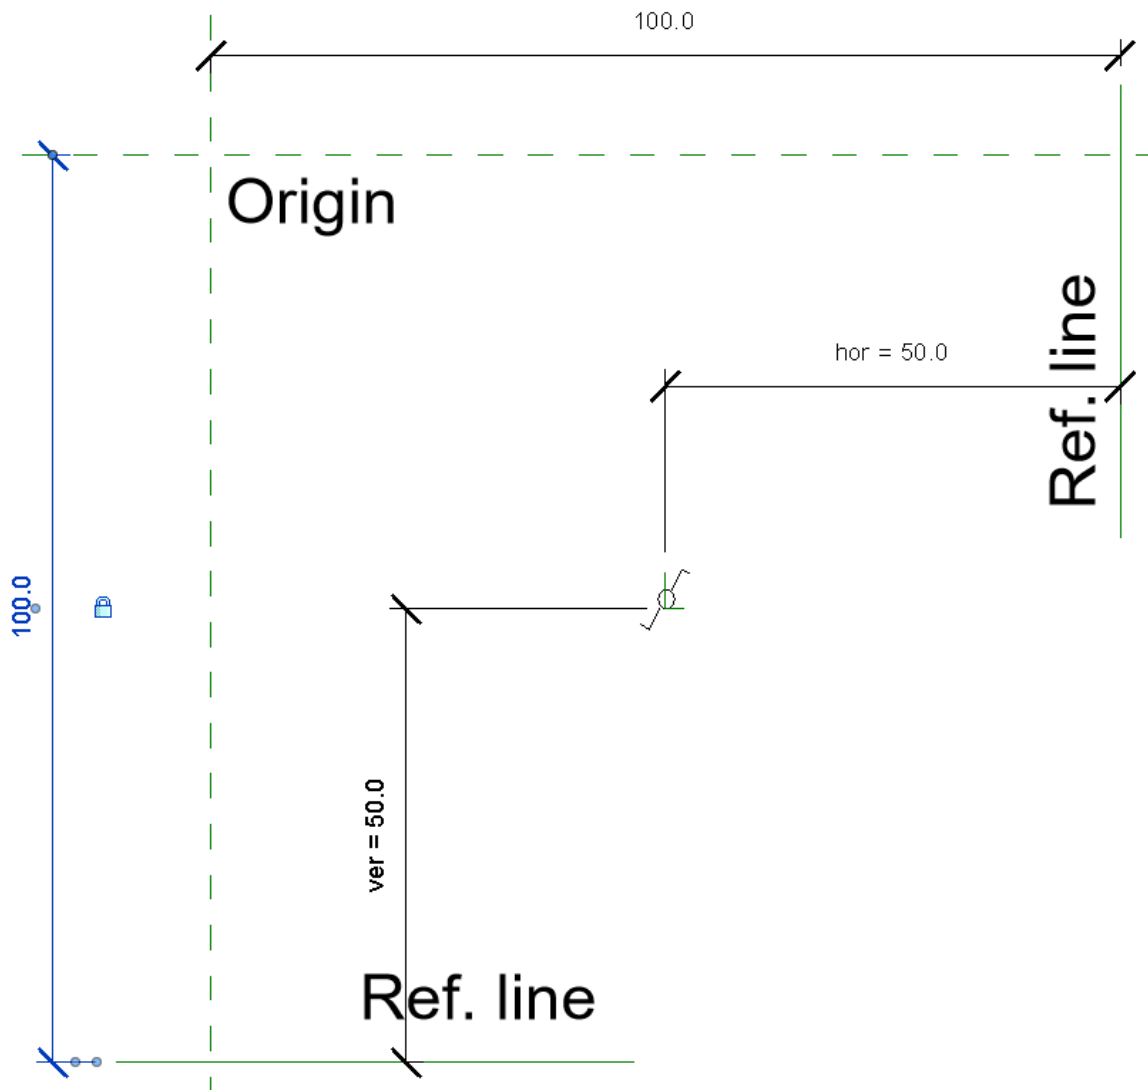 100.0
Origin
hor = 50.0
Ref. line
100.0
ver = 50.0
Ref. line